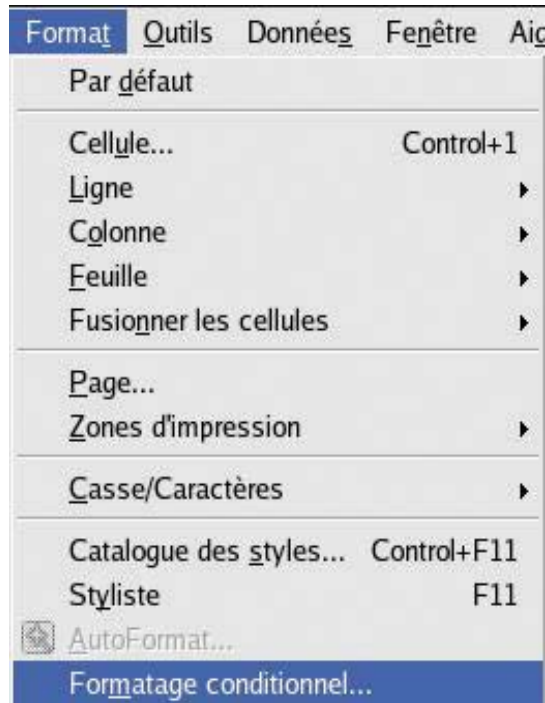 Format Outils Données Fenêtre Aig
Par défaut
Cellule... Control+1
Ligne
Colonne
Feuille
Fusionner les cellules
Page...
Zones d'impression
Casse/Caractères
Catalogue des styles... Control+F11
Styliste F11
AutoFormat...
Formatage conditionnel...